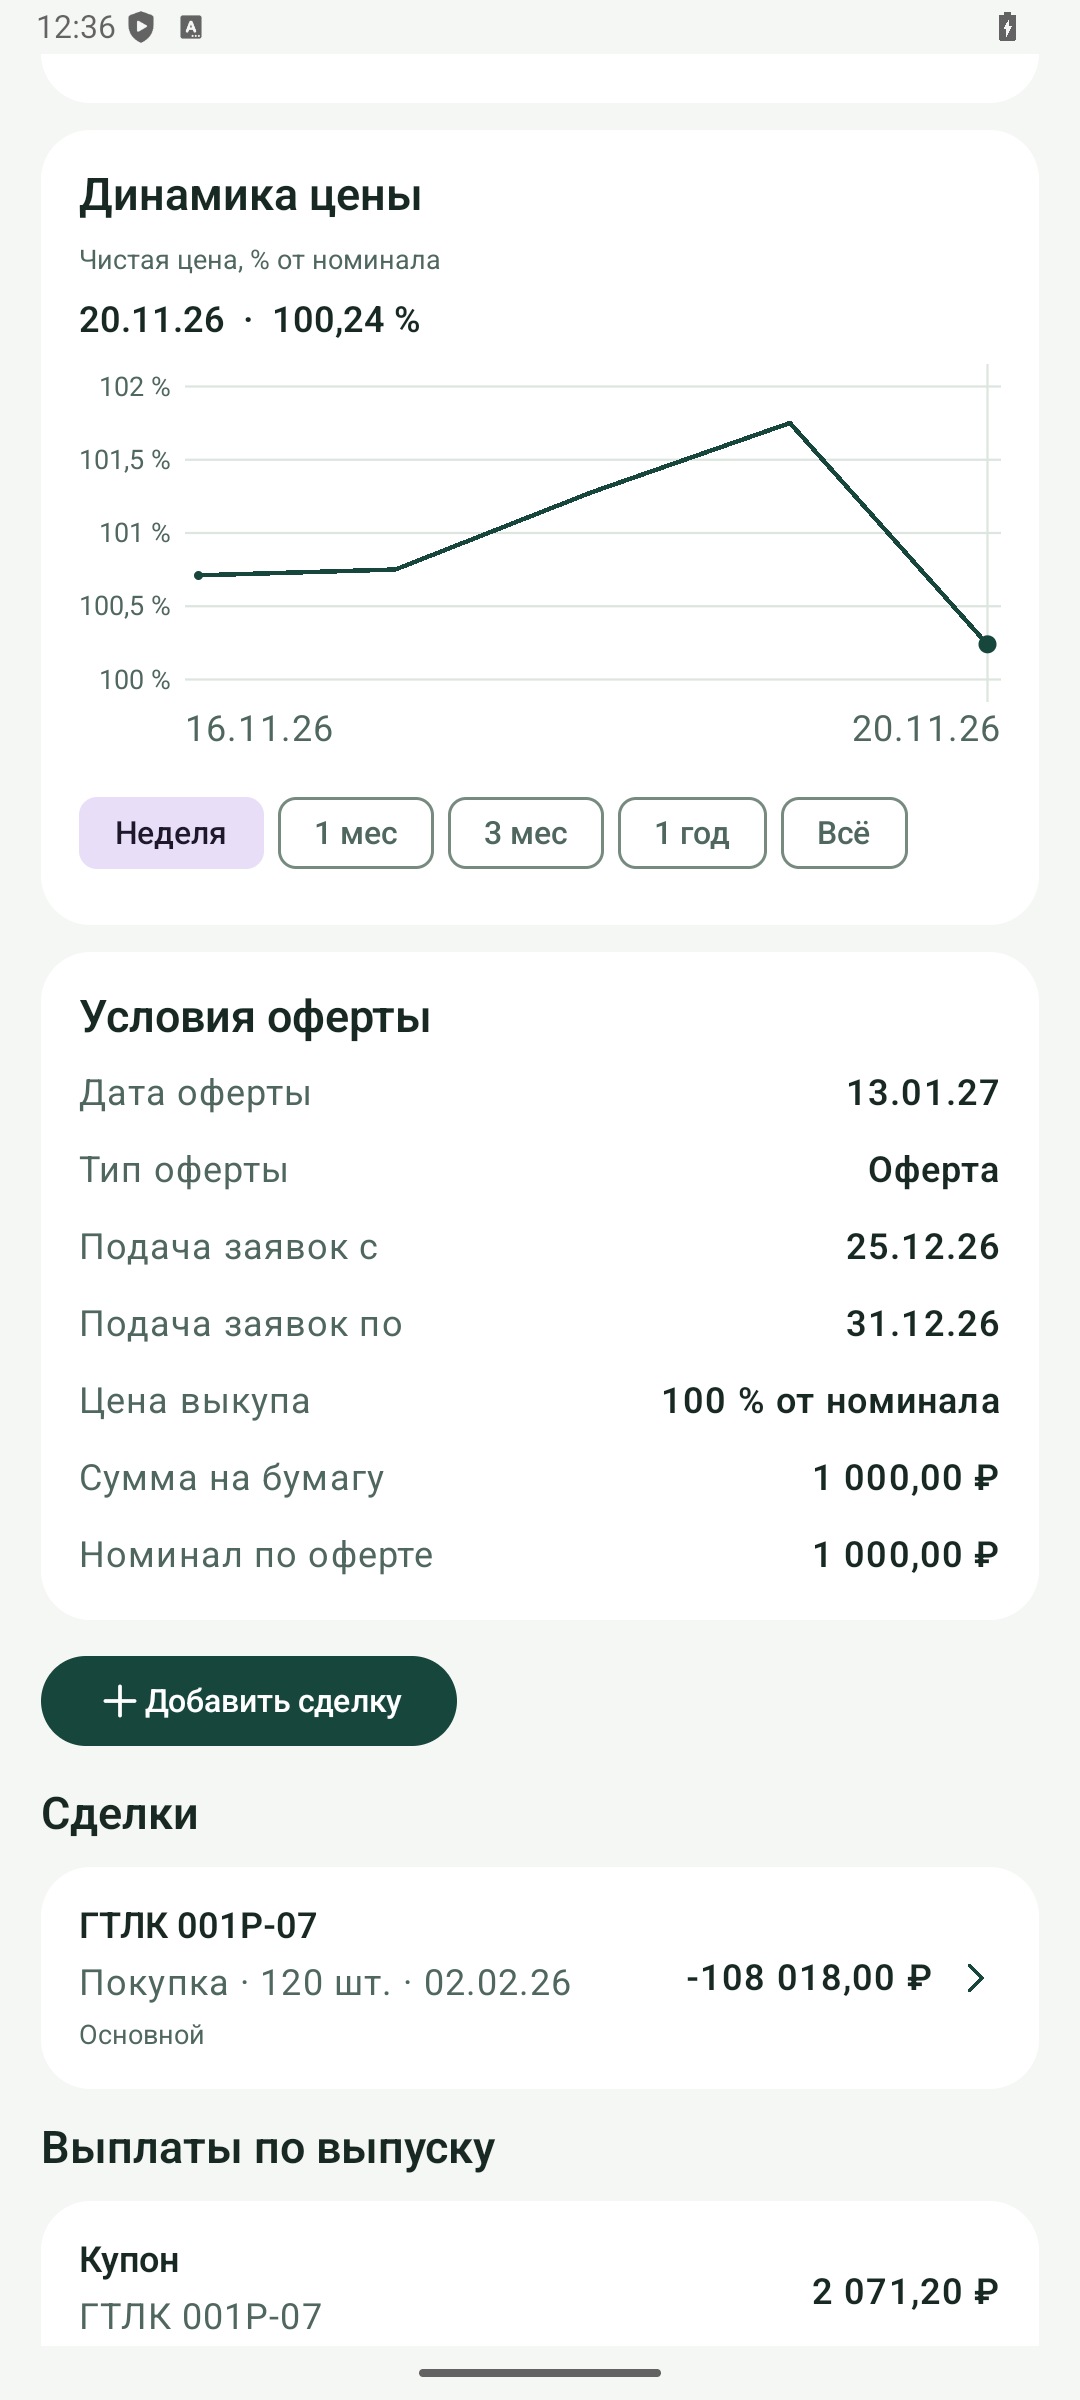 12:36
Динамика цены
Чистая цена, % от номинала
20.11.26 · 100,24 %
102 %
101,5 %
101 %
100,5 %
100 %
16.11.26 20.11.26
Неделя 1 мес 3 мес 1 год Всё
Условия оферты
Дата оферты 13.01.27
Тип оферты Оферта
Подача заявок с 25.12.26
Подача заявок по 31.12.26
Цена выкупа 100 % от номинала
Сумма на бумагу 1 000,00 ₽
Номинал по оферте 1 000,00 ₽
Добавить сделку
Сделки
ГТЛК 001P-07
Покупка · 120 шт. · 02.02.26 -108 018,00 ₽
Основной
Выплаты по выпуску
Купон
2 071,20 ₽
ГТЛК 001P-07